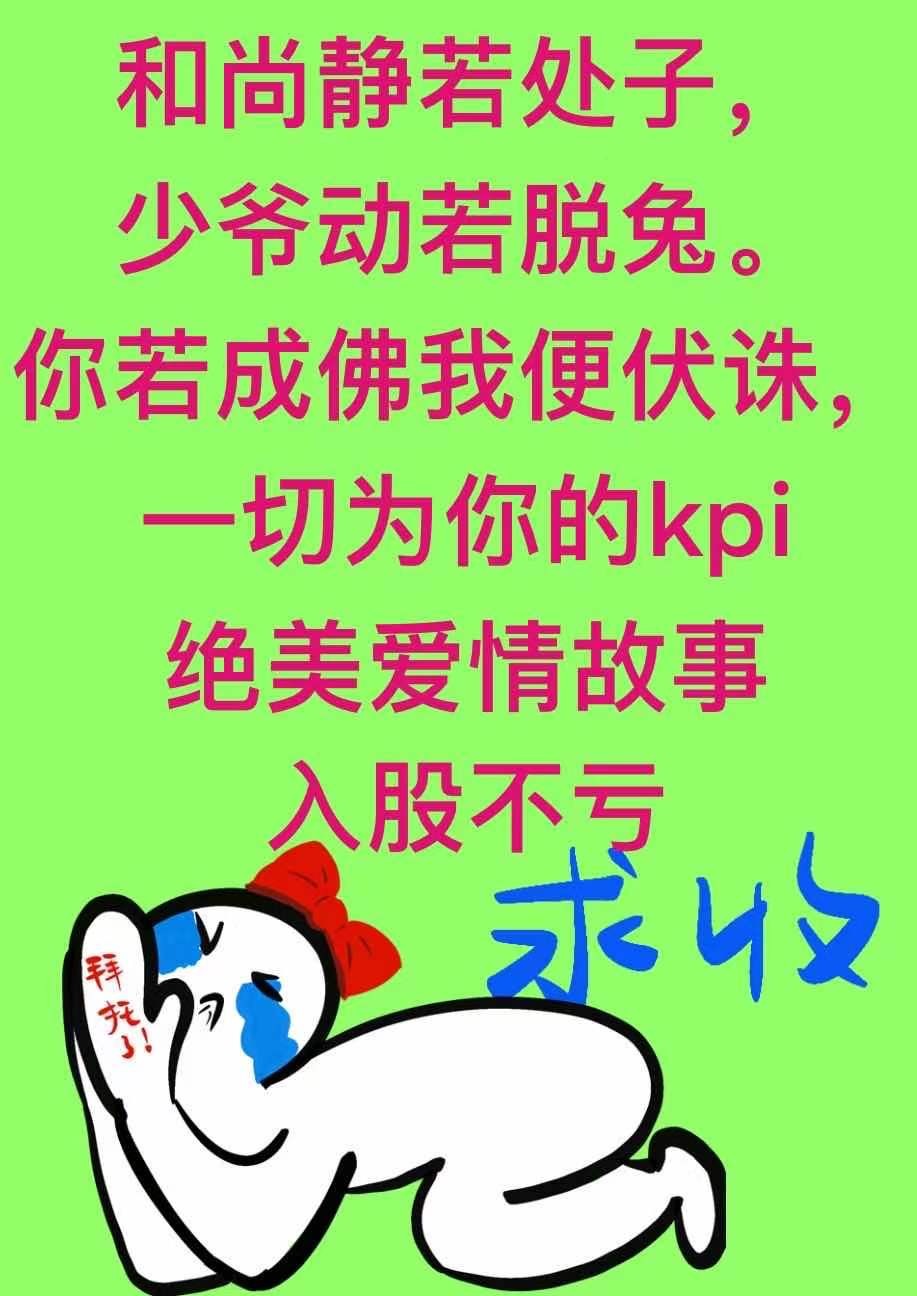 和尚静若处子，
少爷动若脱兔。
你若成佛我便伏诛，
一切为你的kpi
绝美爱情故事
入股不亏
求收
拜
托
了！